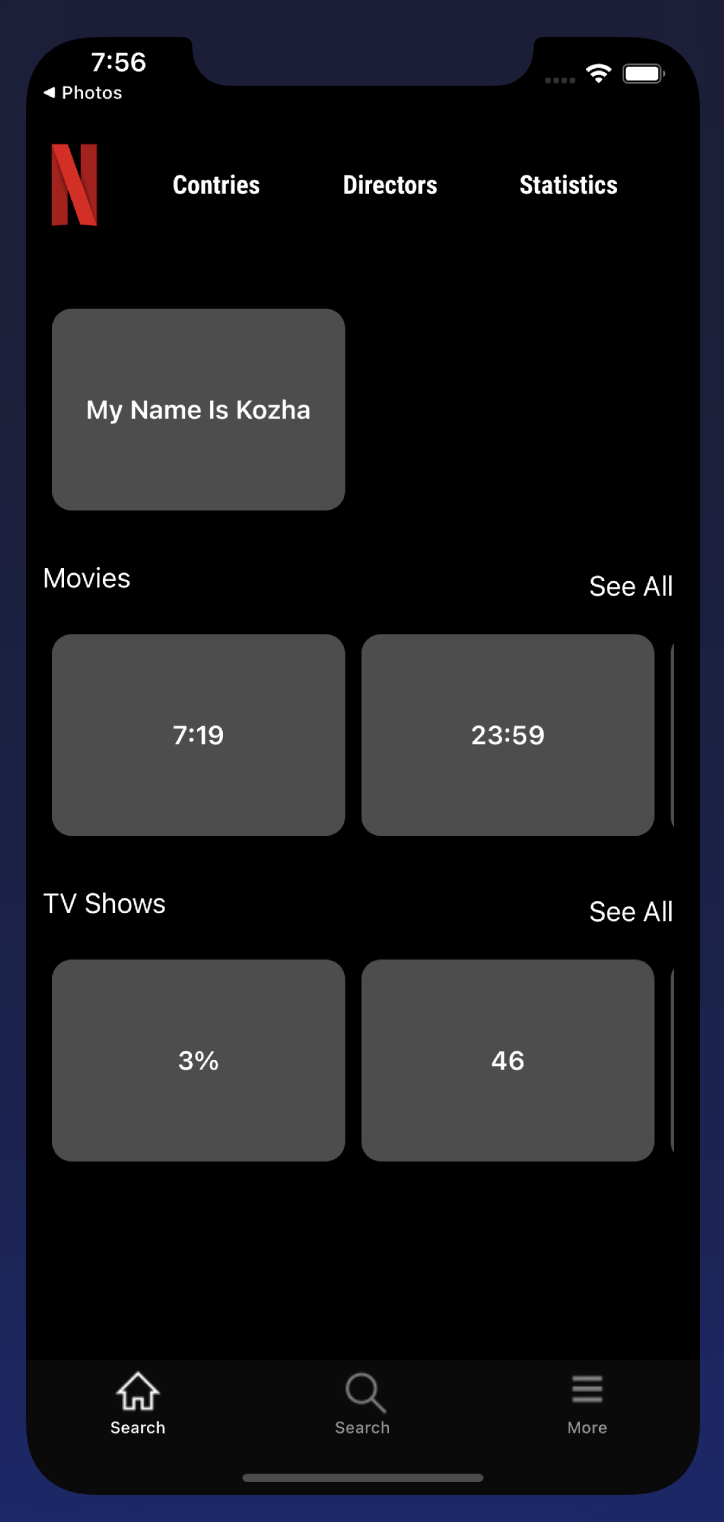 7:56
◀ Photos
N
Contries Directors Statistics
My Name Is Kozha
Movies
See All
7:19 23:59
TV Shows
See All
3% 46
Search Search More